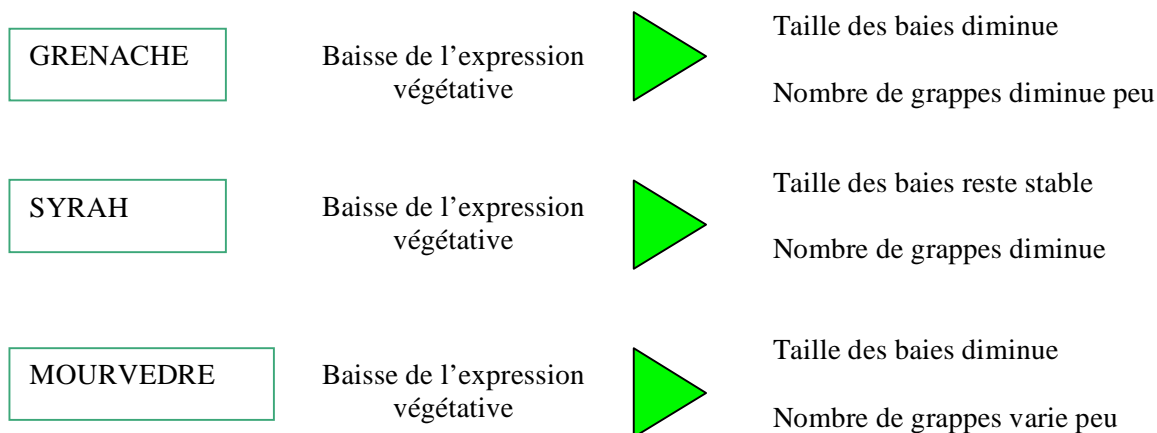 GRENACHE
Baisse de l’expression
végétative
Taille des baies diminue
Nombre de grappes diminue peu
SYRAH
Baisse de l’expression
végétative
Taille des baies reste stable
Nombre de grappes diminue
MOURVEDRE
Baisse de l’expression
végétative
Taille des baies diminue
Nombre de grappes varie peu